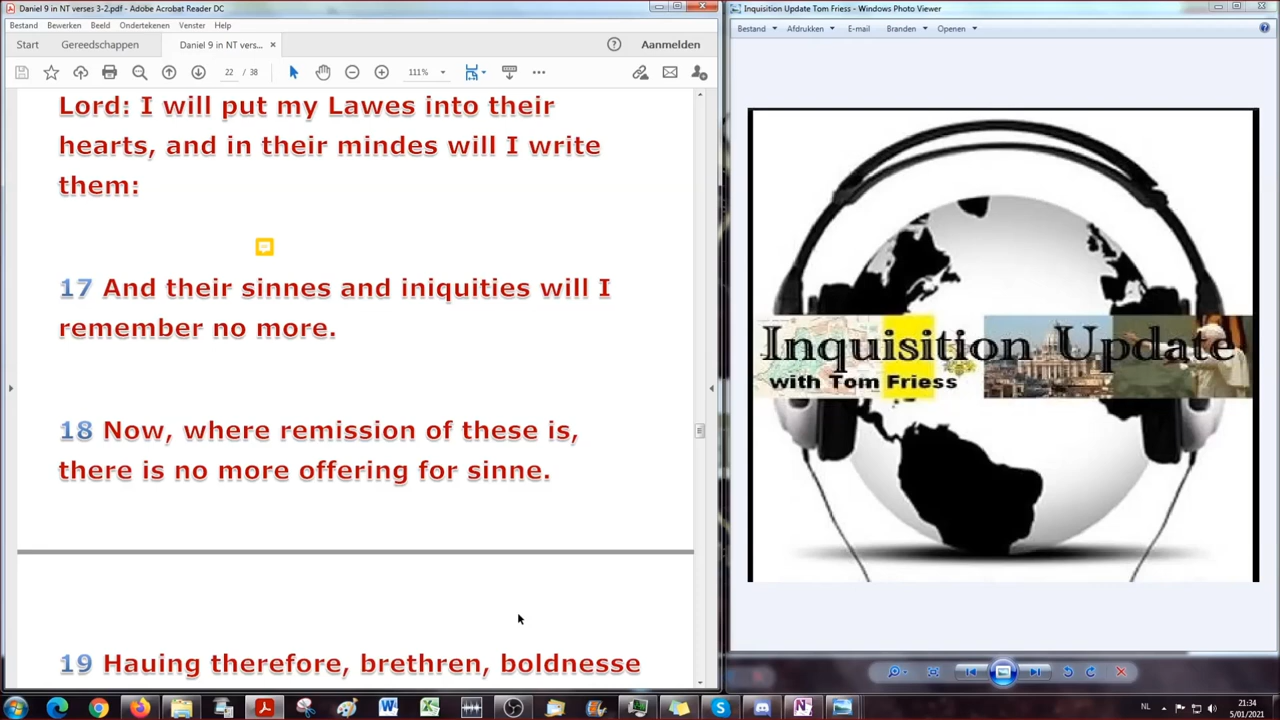 Daniel 9 in NT verses 3-2.pdf - Adobe Acrobat Reader DC
Bestand Bewerken Beeld Ondertekenen Venster Help
Start Gereedschappen Daniel 9 in NT vers... × Aanmelden
22 / 38 111%
Lord: I will put my Lawes into their
hearts, and in their mindes will I write
them:
17 And their sinnes and iniquities will I
remember no more.
18 Now, where remission of these is,
there is no more offering for sinne.
19 Hauing therefore, brethren, boldnesse
Inquisition Update Tom Friess - Windows Photo Viewer
Bestand Afdrukken E-mail Branden Openen
Inquisition Update
with Tom Friess
NL 21:34
5/01/2021